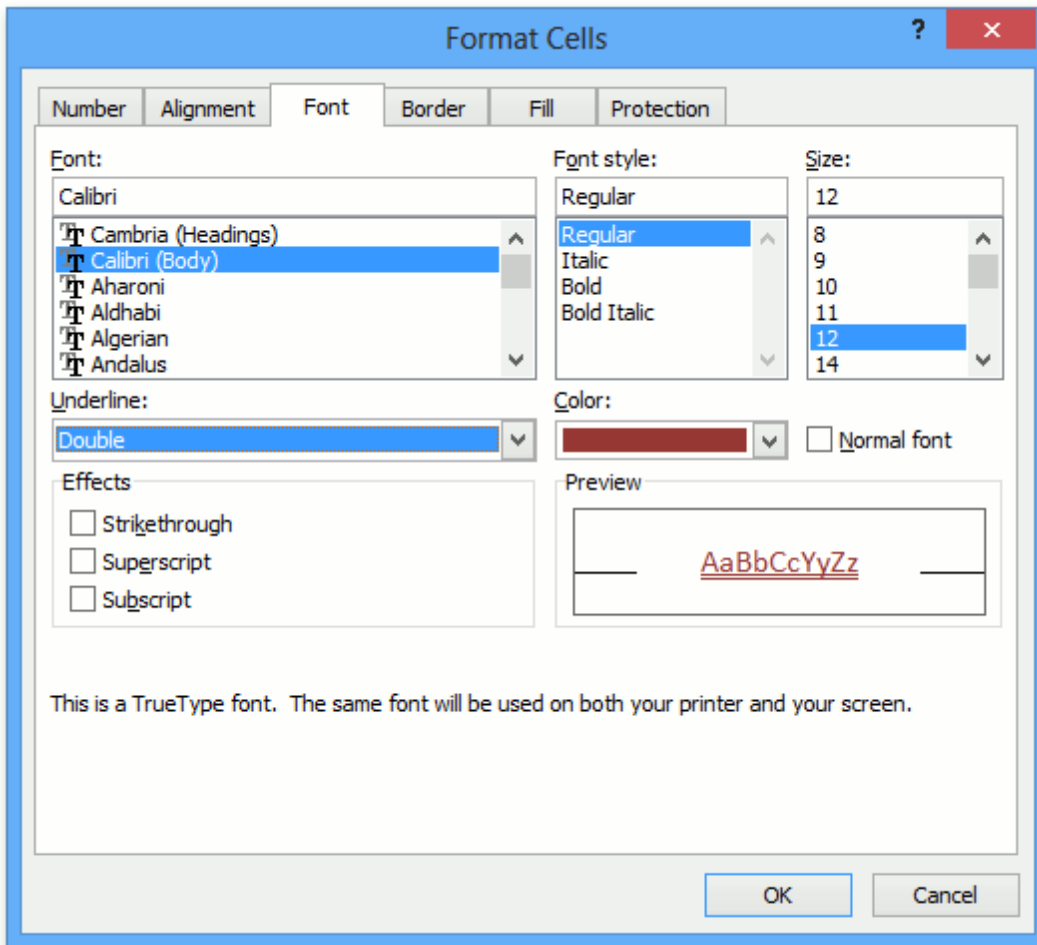 Format Cells
?
Number Alignment Font Border Fill Protection
Font: Font style: Size:
Calibri Regular 12
Cambria (Headings) Regular 8
Calibri (Body) Italic 9
Aharoni Bold 10
Aldhabi Bold Italic 11
Algerian 12
Andalus 14
Underline: Color:
Double Normal font
Effects Preview
Strikethrough
Superscript AaBbCcYyZz
Subscript
This is a TrueType font. The same font will be used on both your printer and your screen.
OK Cancel